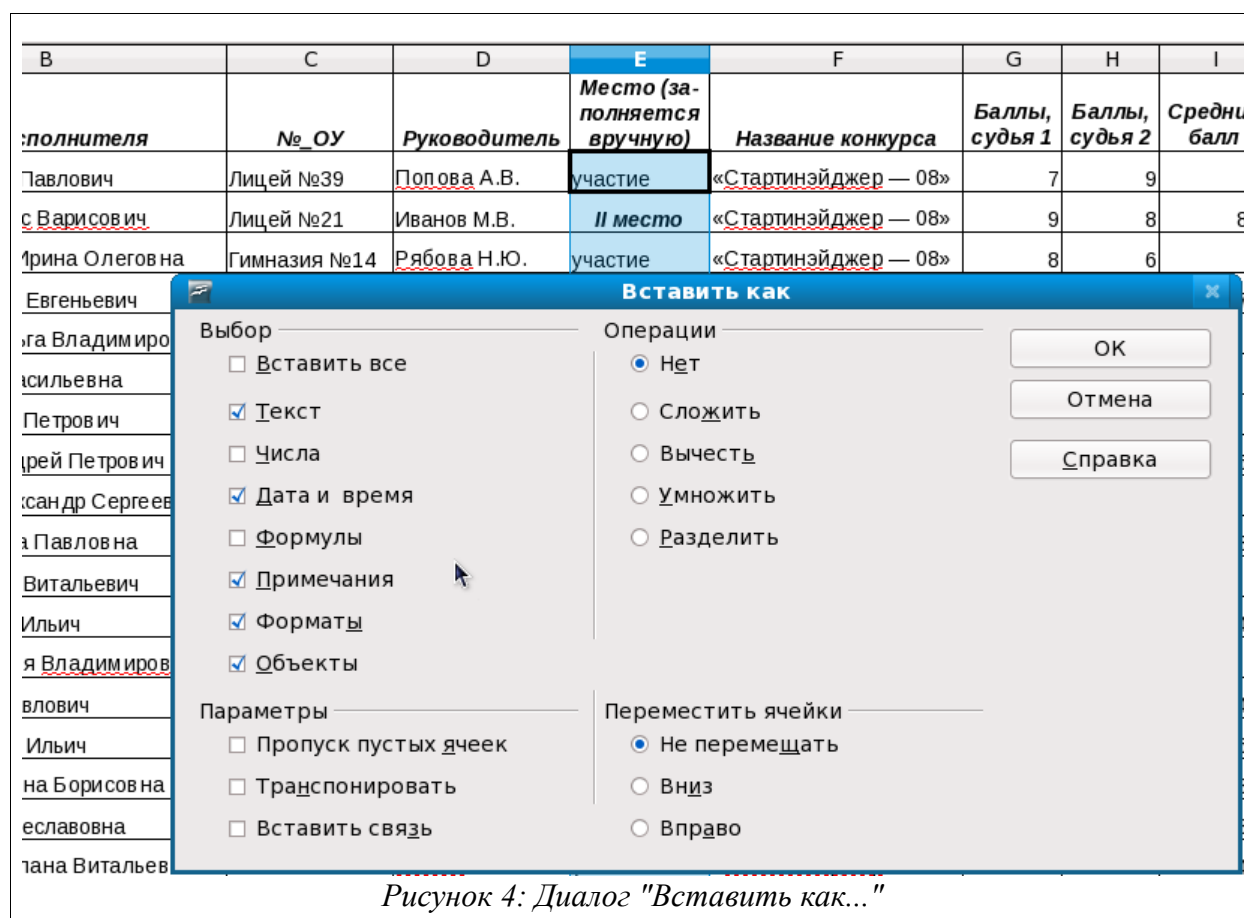 B C D E F G H I
Место (за-
полняется
вручную)
Баллы, Баллы, Средни
сполнителя №_ОУ Руководитель Название конкурса судья 1 судья 2 балл
Павлович Лицей №39 Попова А.В. участие «Стартинэйджер — 08» 7 9
с Варисович Лицей №21 Иванов М.В. II место «Стартинэйджер — 08» 9 8 8
Ирина Олеговна Гимназия №14 Рябова Н.Ю. участие «Стартинэйджер — 08» 8 6
Евгеньевич
ьга Владимиро
асильевна
Петрович
дрей Петрович
ксандр Сергеев
а Павловна
Витальевич
Ильич
я Владимиров
влович
Ильич
на Борисовна
еславовна
лана Витальев
Вставить как
Выбор
Вставить все
Текст
Числа
Дата и время
Формулы
Примечания
Форматы
Объекты
Операции
Нет
Сложить
Вычесть
Умножить
Разделить
OK
Отмена
Справка
Параметры
Пропуск пустых ячеек
Транспонировать
Вставить связь
Переместить ячейки
Не перемещать
Вниз
Вправо
Рисунок 4: Диалог "Вставить как..."